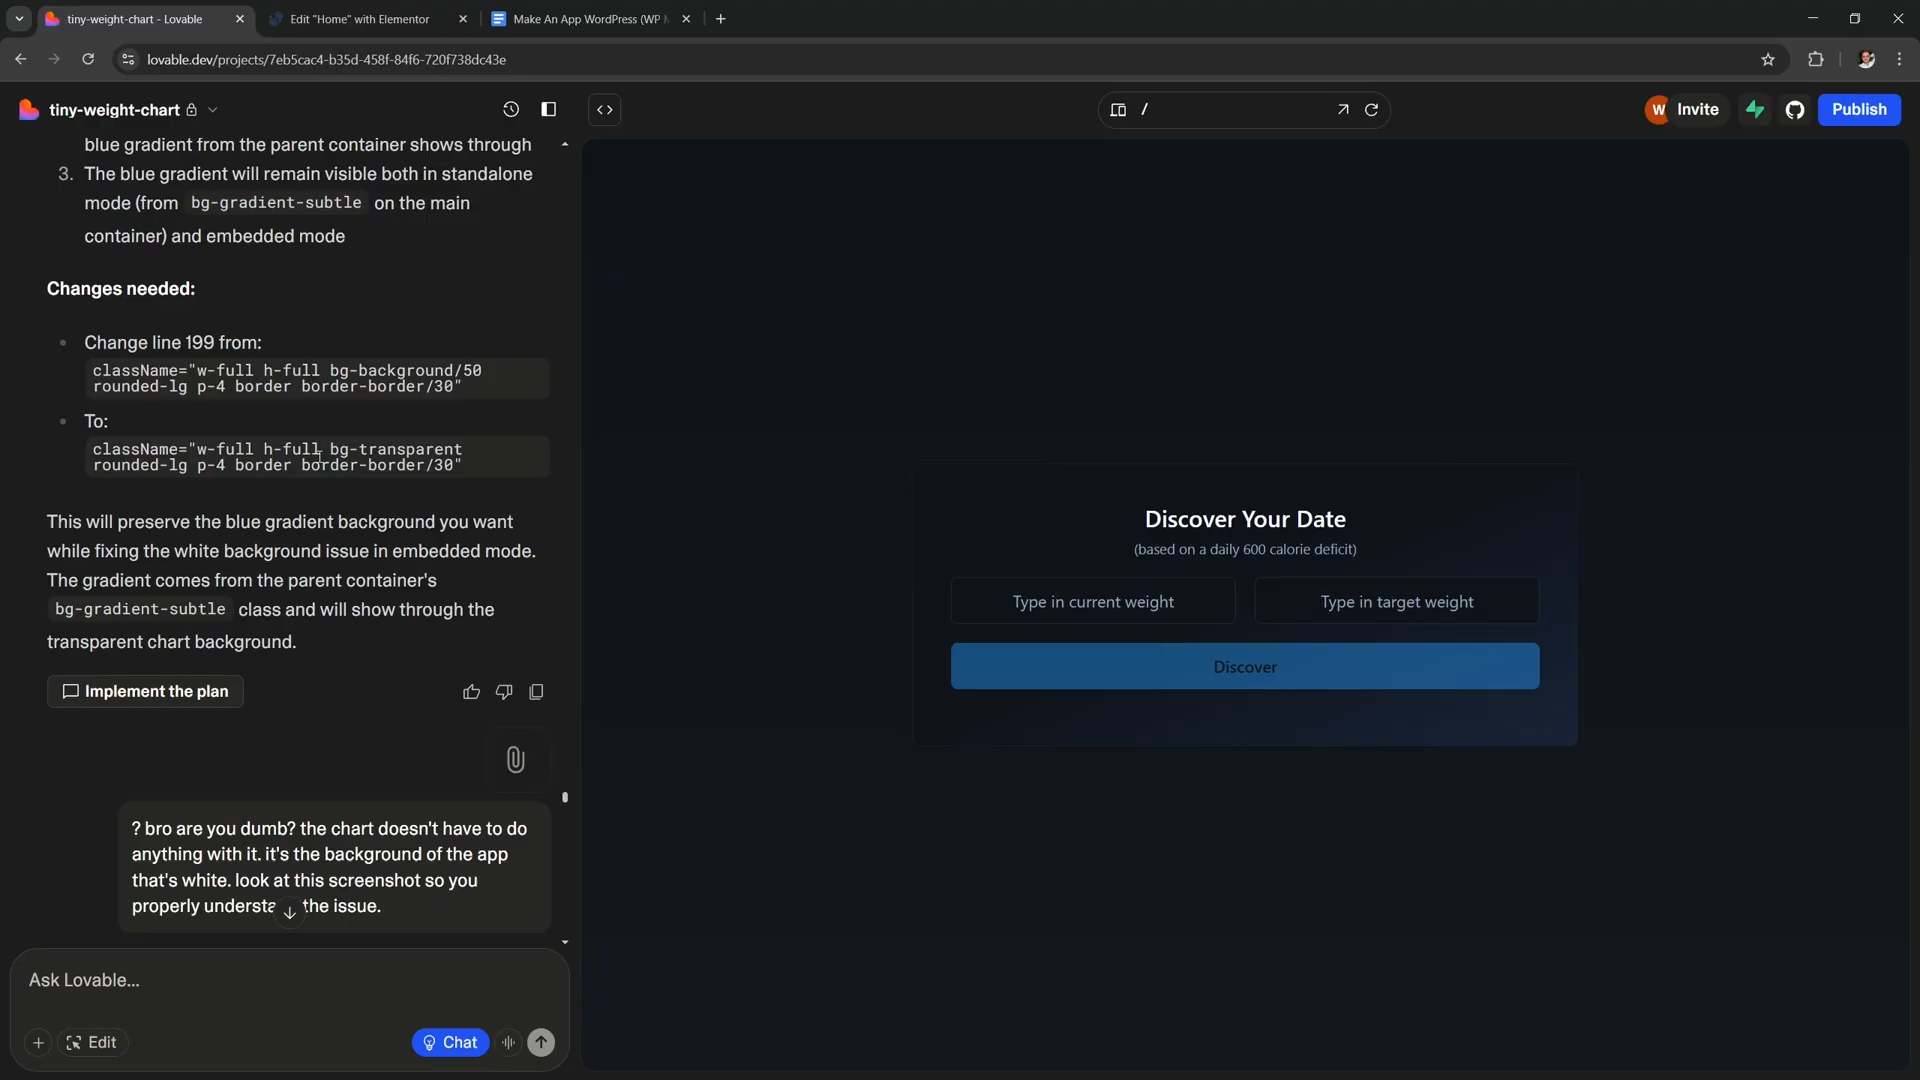 tiny-weight-chart - Lovable
Edit "Home" with Elementor
Make An App WordPress (WP
lovable.dev/projects/7eb5cac4-b35d-458f-84f6-720f738dc43e
tiny-weight-chart
/
W
Invite
Publish
blue gradient from the parent container shows through
3. The blue gradient will remain visible both in standalone
mode (from bg-gradient-subtle on the main
container) and embedded mode
Changes needed:
Change line 199 from:
className="w-full h-full bg-background/50
rounded-lg p-4 border border-border/30"
To:
className="w-full h-full bg-transparent
rounded-lg p-4 border border-border/30"
This will preserve the blue gradient background you want
while fixing the white background issue in embedded mode.
The gradient comes from the parent container's
bg-gradient-subtle class and will show through the
transparent chart background.
Implement the plan
? bro are you dumb? the chart doesn't have to do
anything with it. it's the background of the app
that's white. look at this screenshot so you
properly understa the issue.
Ask Lovable...
Edit
Chat
Discover Your Date
(based on a daily 600 calorie deficit)
Type in current weight
Type in target weight
Discover